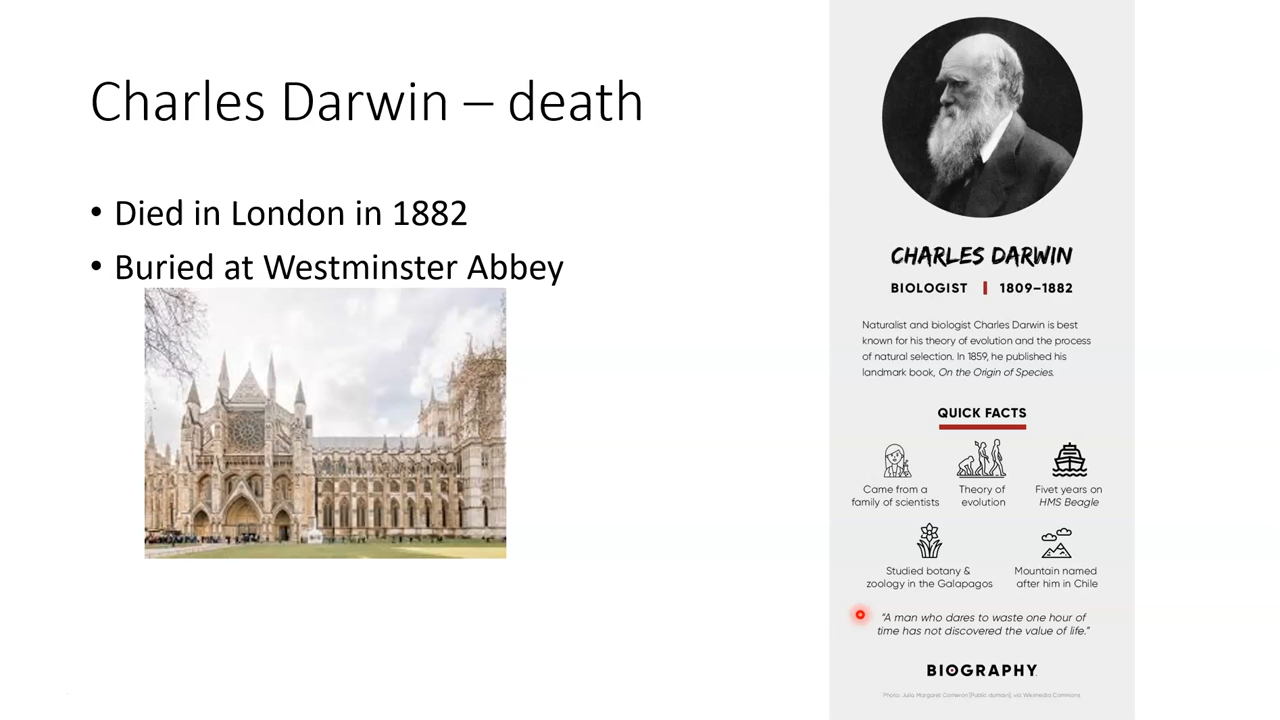 Charles Darwin – death
• Died in London in 1882
• Buried at Westminster Abbey
CHARLES DARWIN
BIOLOGIST | 1809–1882
Naturalist and biologist Charles Darwin is best
known for his theory of evolution and the process
of natural selection. In 1859, he published his
landmark book, On the Origin of Species.
QUICK FACTS
Came from a
family of scientists
Theory of
evolution
Fivet years on
HMS Beagle
Studied botany &
zoology in the Galapagos
Mountain named
after him in Chile
"A man who dares to waste one hour of
time has not discovered the value of life."
BIOGRAPHY.
Photo: Julia Margaret Cameron [Public domain], via Wikimedia Commons